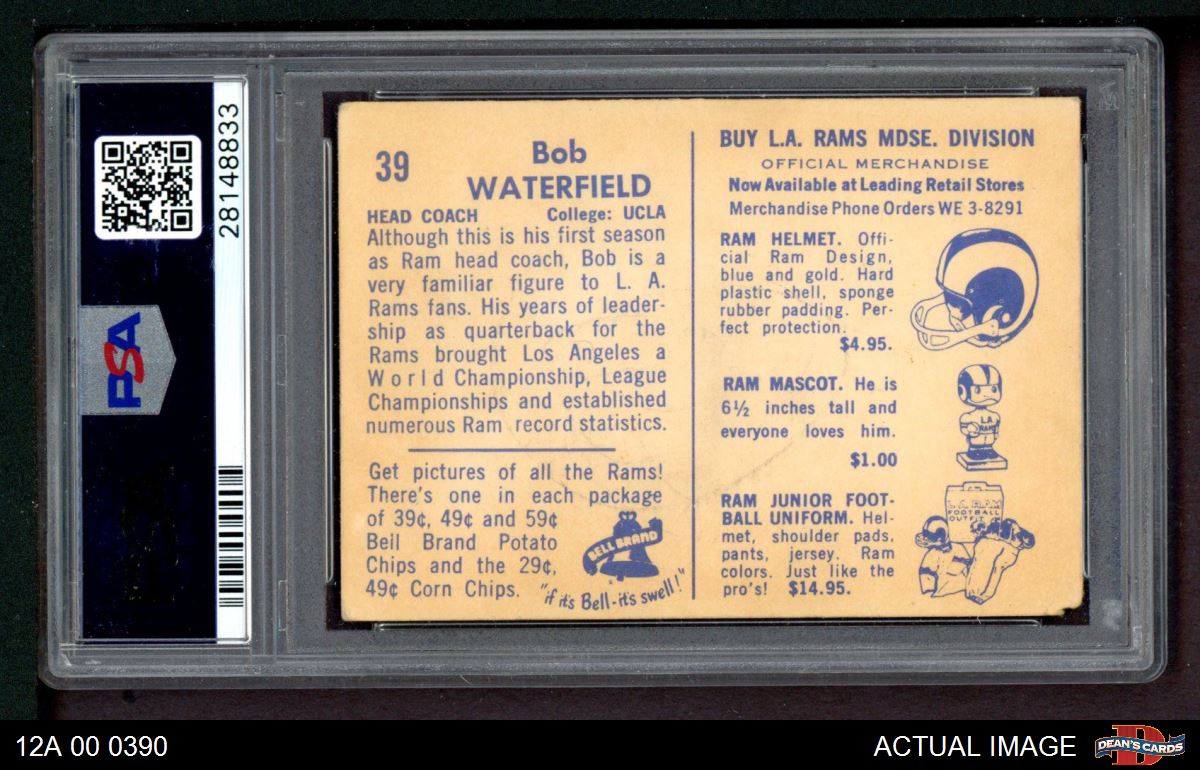 28148833
PSA
39
Bob
WATERFIELD
HEAD COACH College: UCLA
Although this is his first season
as Ram head coach, Bob is a
very familiar figure to L. A.
Rams fans. His years of leader-
ship as quarterback for the
Rams brought Los Angeles a
World Championship, League
Championships and established
numerous Ram record statistics.
Get pictures of all the Rams!
There's one in each package
of 39¢, 49¢ and 59¢
Bell Brand Potato
Chips and the 29¢,
49¢ Corn Chips.
BELL BRAND
"if it's Bell-it's swell!"
BUY L.A. RAMS MDSE. DIVISION
OFFICIAL MERCHANDISE
Now Available at Leading Retail Stores
Merchandise Phone Orders WE 3-8291
RAM HELMET. Offi-
cial Ram Design,
blue and gold. Hard
plastic shell, sponge
rubber padding. Per-
fect protection.
$4.95.
RAM MASCOT. He is
6½ inches tall and
everyone loves him.
$1.00
L.A.
RAMS
RAM JUNIOR FOOT-
BALL UNIFORM. Hel-
met, shoulder pads,
pants, jersey. Ram
colors. Just like the
pro's! $14.95.
L.A. RAM
FOOTBALL
OUTFIT
12A 00 0390
ACTUAL IMAGE
D
DEAN'S CARDS